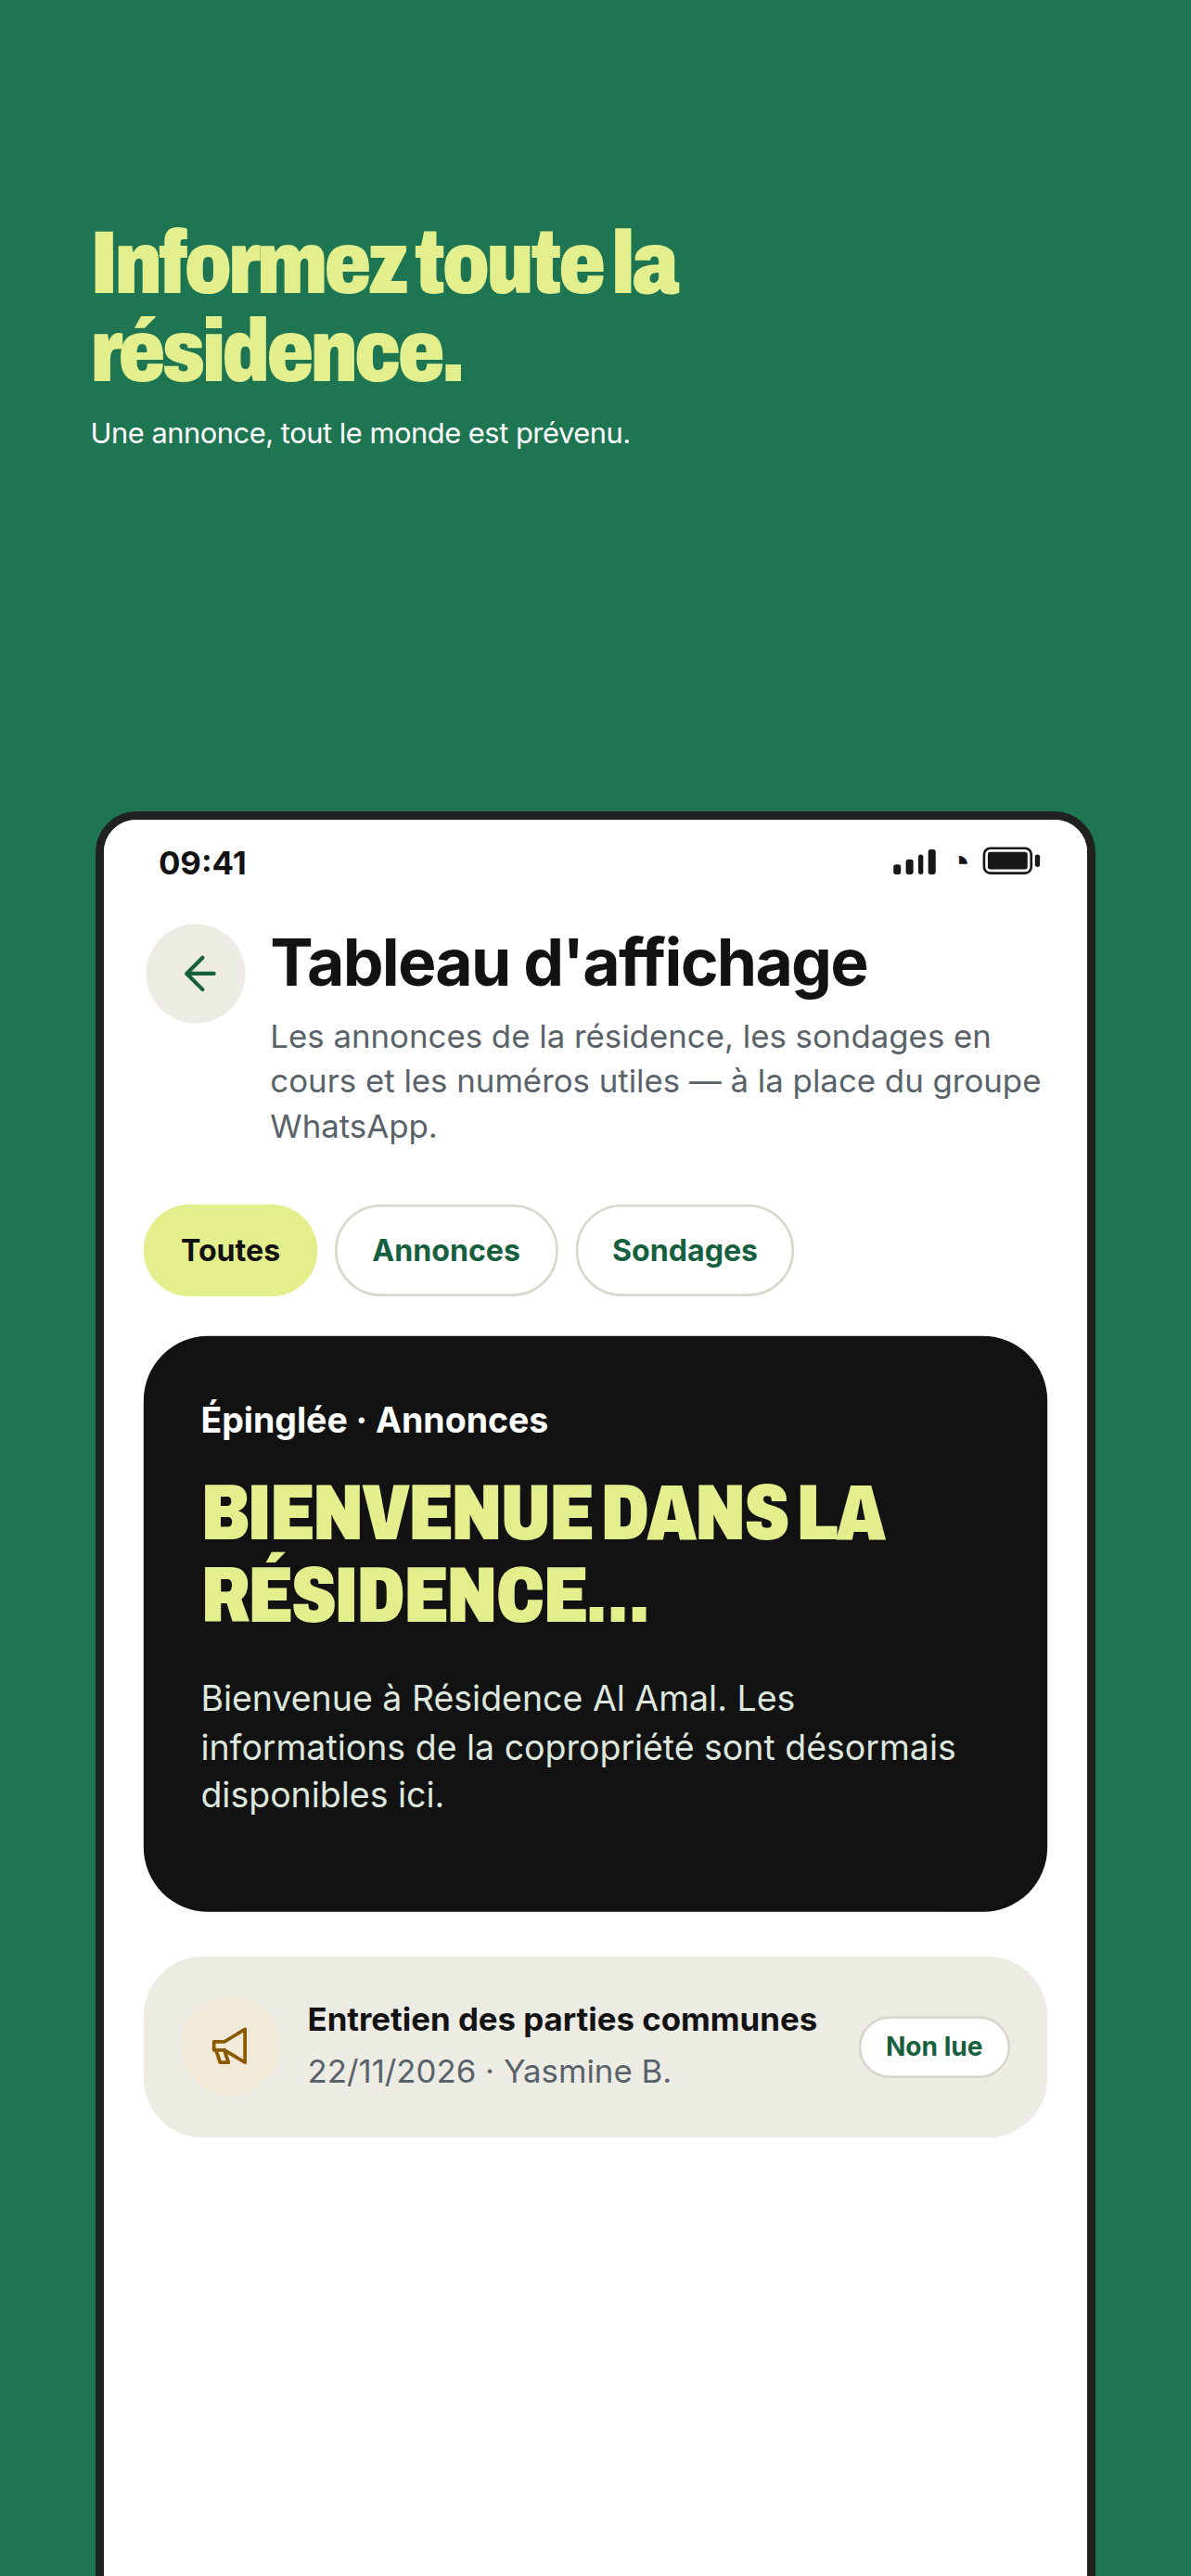 Informez toute la
résidence.
Une annonce, tout le monde est prévenu.
09:41
Tableau d'affichage
Les annonces de la résidence, les sondages en
cours et les numéros utiles — à la place du groupe
WhatsApp.
Toutes
Annonces
Sondages
Épinglée · Annonces
BIENVENUE DANS LA
RÉSIDENCE...
Bienvenue à Résidence Al Amal. Les
informations de la copropriété sont désormais
disponibles ici.
Entretien des parties communes
22/11/2026 · Yasmine B.
Non lue